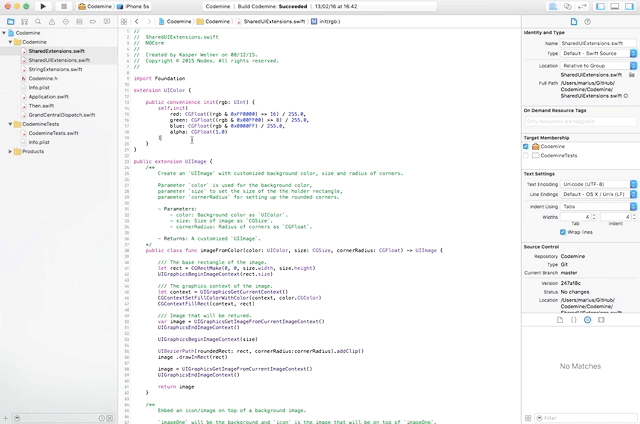 Codemine
iPhone 5s
Codemine
Build Codemine: Succeeded
13/02/16 at 16:42
Codemine
Codemine
SharedUIExtensions.swift
init(rgb:)
Codemine
Codemine
SharedExtensions.swift
SharedUIExtensions.swift
StringExtensions.swift
Codemine.h
Info.plist
Application.swift
Then.swift
GrandCentralDispatch.swift
CodemineTests
CodemineTests.swift
Info.plist
Products
//
// SharedUIExtensions.swift
// NOCore
//
// Created by Kasper Welner on 08/12/15.
// Copyright © 2015 Nodes. All rights reserved.
//
import Foundation
extension UIColor {
public convenience init(rgb: UInt) {
self.init(
red: CGFloat((rgb & 0xFF0000) >> 16) / 255.0,
green: CGFloat((rgb & 0x00FF00) >> 8) / 255.0,
blue: CGFloat(rgb & 0x0000FF) / 255.0,
alpha: CGFloat(1.0)
)
}
}
public extension UIImage {
/**
Create an `UIImage` with customized background color, size and radius of corners.
Parameter `color` is used for the background color,
parameter `size` to set the size of the the holder rectangle,
parameter `cornerRadius` for setting up the rounded corners.
- Parameters:
- color: Background color as `UIColor`.
- size: Size of image as `CGSize`.
- cornerRadius: Radius of corners as `CGFloat`.
- Returns: A customized `UIImage`.
*/
public class func imageFromColor(color: UIColor, size: CGSize, cornerRadius: CGFloat) -> UIImage {
/// The base rectangle of the image.
let rect = CGRectMake(0, 0, size.width, size.height)
UIGraphicsBeginImageContext(rect.size)
/// The graphics context of the image.
let context = UIGraphicsGetCurrentContext()
CGContextSetFillColorWithColor(context, color.CGColor)
CGContextFillRect(context, rect)
/// Image that will be retured.
var image = UIGraphicsGetImageFromCurrentImageContext()
UIGraphicsEndImageContext()
UIGraphicsBeginImageContext(size)
UIBezierPath(roundedRect: rect, cornerRadius:cornerRadius).addClip()
image .drawInRect(rect)
image = UIGraphicsGetImageFromCurrentImageContext()
UIGraphicsEndImageContext()
return image
}
/**
Embed an icon/image on top of a background image.
`imageOne` will be the background and `icon` is the image that will be on top of `imageOne`.
Identity and Type
Name SharedUIExtensions.swift
Type Default - Swift Source
Location Relative to Group
SharedUIExtensions.swift
Full Path /Users/marius/GitHub/
Codemine/Codemine/
SharedUIExtensions.swift
On Demand Resource Tags
Only resources are taggable
Target Membership
Codemine
CodemineTests
Text Settings
Text Encoding Unicode (UTF-8)
Line Endings Default - OS X / Unix (LF)
Indent Using Tabs
Widths 4 4
Tab Indent
Wrap lines
Source Control
Repository Codemine
Type Git
Current Branch master
Version 247a18c
Status No changes
Location /Users/marius/GitHub/
Codemine/Codemine/
SharedUIExtensions.swift
No Matches
Filter